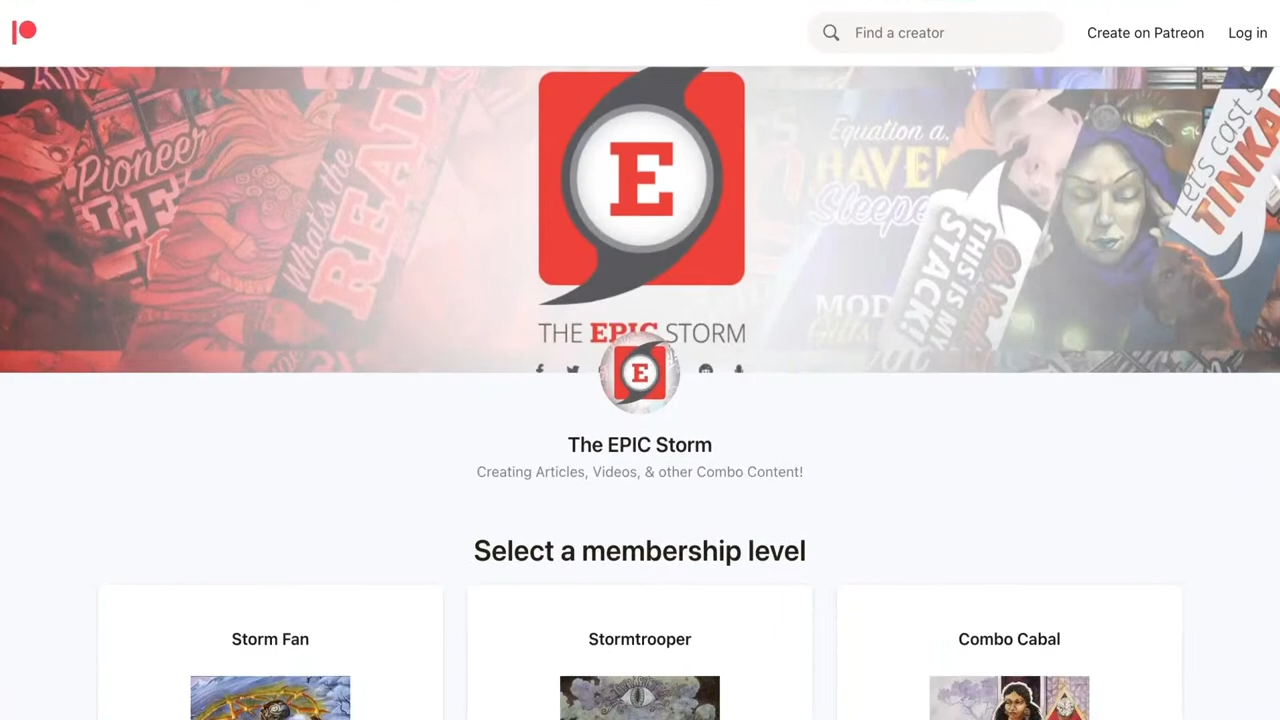 Find a creator
Create on Patreon
Log in
Pioneer
What's the
READ
E
Equation a.
HAVEN
Sleepe
THIS IS MY
STACK!
Let's cast
TINKA
MOD
THE EPIC STORM
E
The EPIC Storm
Creating Articles, Videos, & other Combo Content!
Select a membership level
Storm Fan
Stormtrooper
Combo Cabal